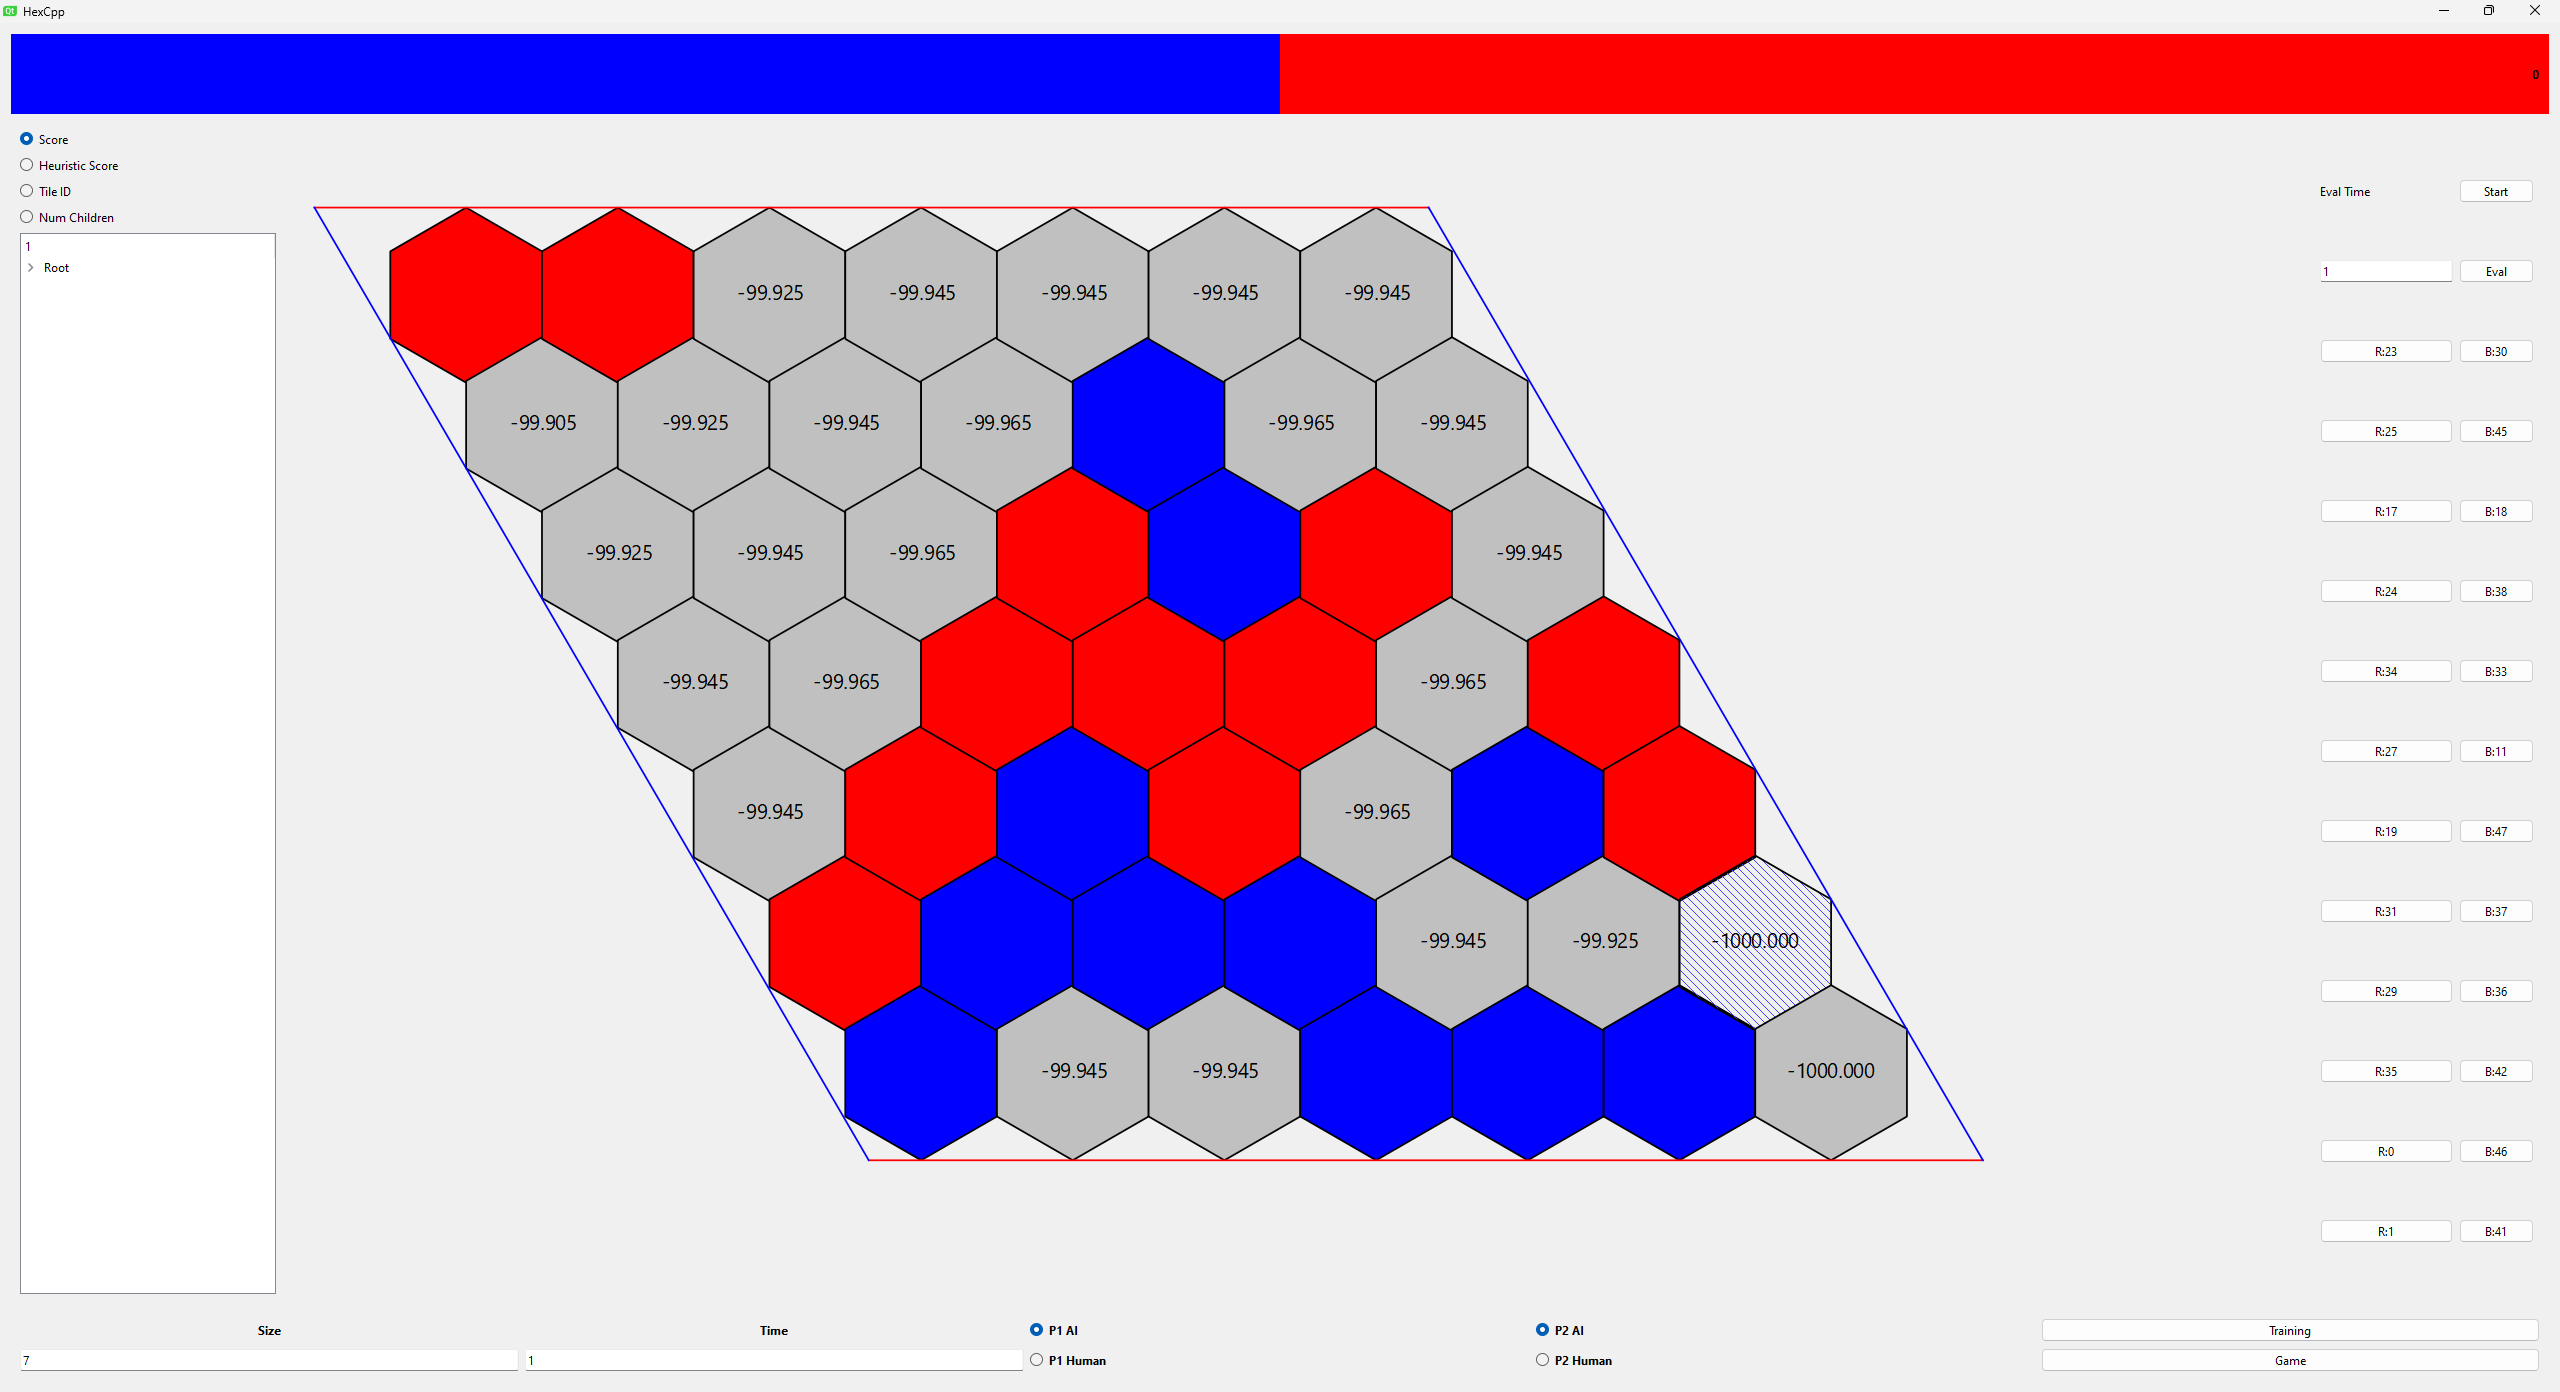 HexCpp
0
Score
Heuristic Score
Tile ID
Num Children
1
Root
-99.925 -99.945 -99.945 -99.945 -99.945
-99.905 -99.925 -99.945 -99.965 -99.965 -99.945
-99.925 -99.945 -99.965 -99.945
-99.945 -99.965 -99.965
-99.945 -99.965
-99.945 -99.925 -1000.000
-99.945 -99.945 -1000.000
Eval Time Start
1 Eval
R:23 B:30
R:25 B:45
R:17 B:18
R:24 B:38
R:34 B:33
R:27 B:11
R:19 B:47
R:31 B:37
R:29 B:36
R:35 B:42
R:0 B:46
R:1 B:41
Size Time P1 AI P2 AI Training
7 1 P1 Human P2 Human Game